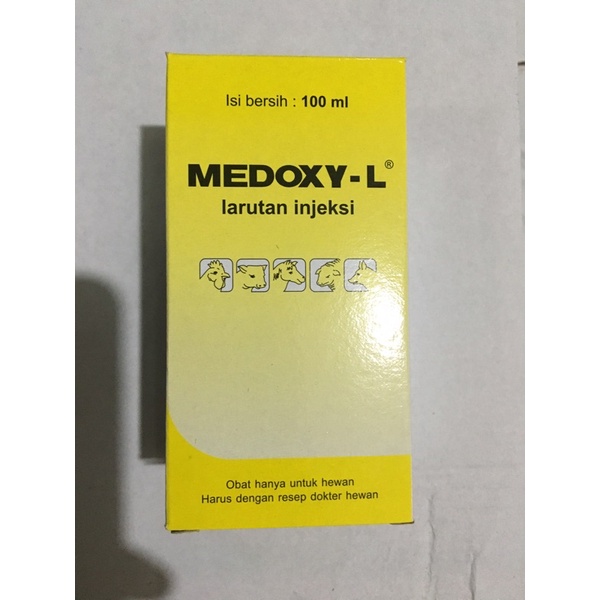 Isi bersih : 100 ml
MEDOXY-L®
larutan injeksi
Obat hanya untuk hewan
Harus dengan resep dokter hewan